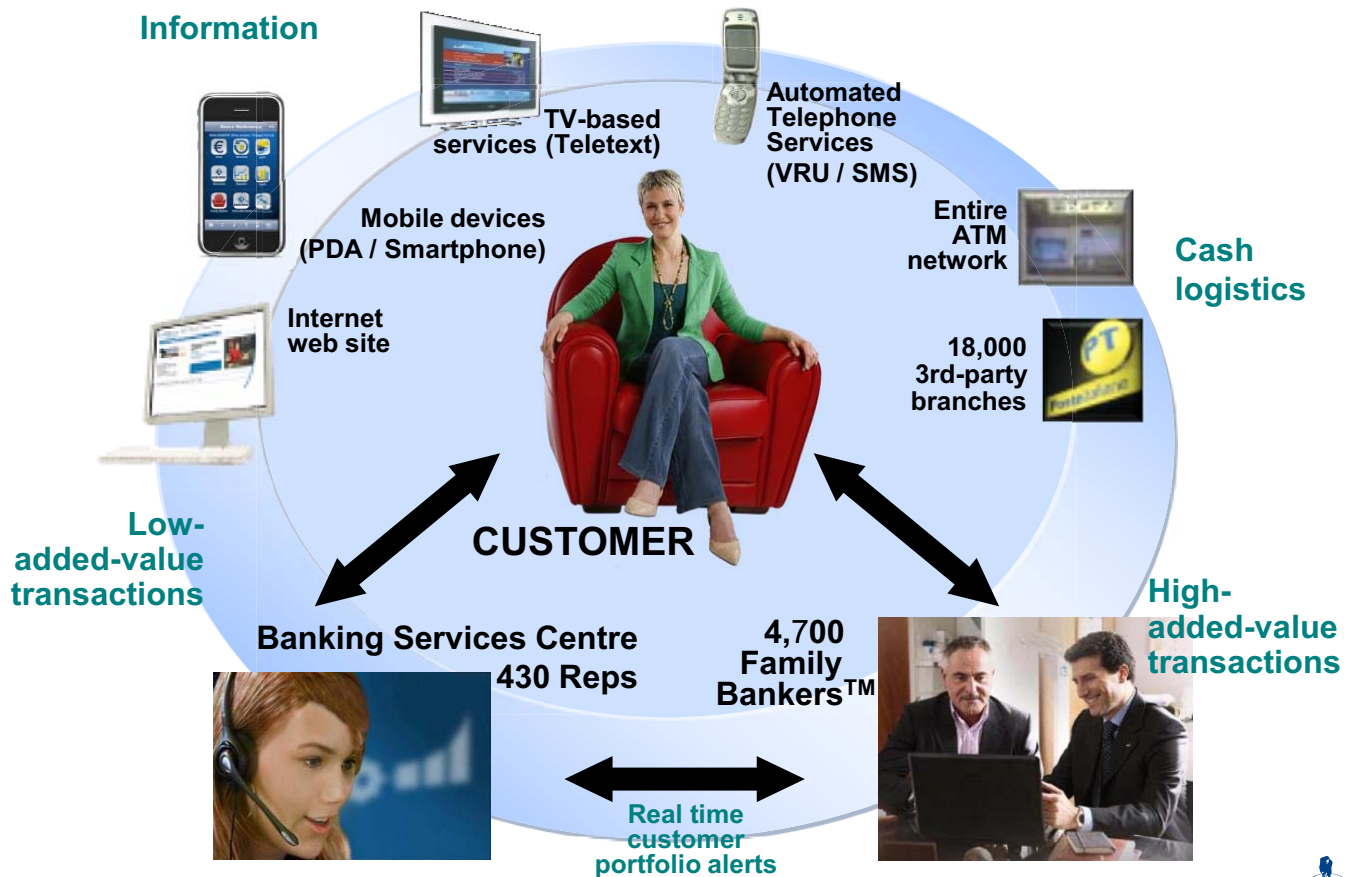 Information
TV-based
services (Teletext)
Automated
Telephone
Services
(VRU / SMS)
Mobile devices
(PDA / Smartphone)
Entire
ATM
network
Cash
logistics
Internet
web site
18,000
3rd-party
branches
PT
Posteitaliane
CUSTOMER
Low-
added-value
transactions
High-
added-value
transactions
Banking Services Centre
430 Reps
4,700
Family
Bankers™
Real time
customer
portfolio alerts